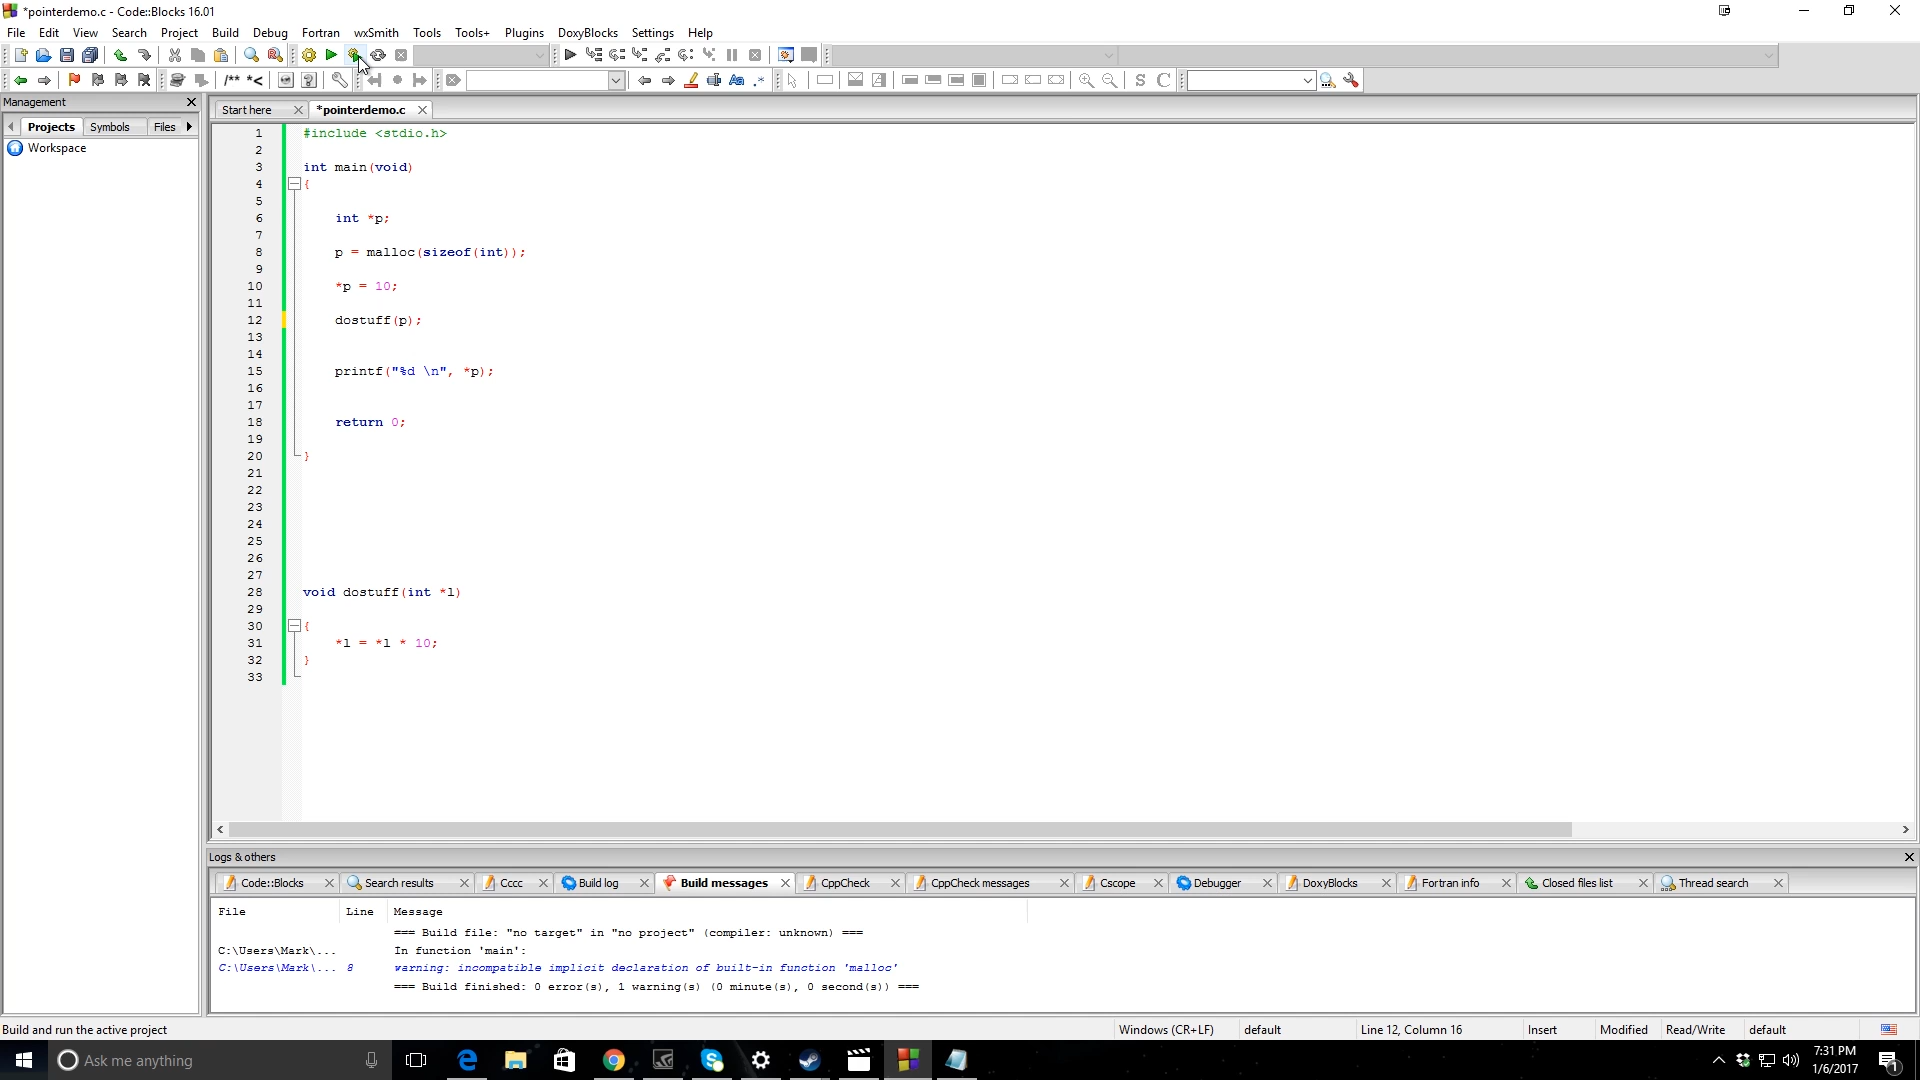 *pointerdemo.c - Code::Blocks 16.01
File Edit View Search Project Build Debug Fortran wxSmith Tools Tools+ Plugins DoxyBlocks Settings Help
/** *<
S C
Management
Start here *pointerdemo.c
Projects Symbols Files
Workspace
1 #include <stdio.h>
2
3 int main(void)
4 {
5
6 int *p;
7
8 p = malloc(sizeof(int));
9
10 *p = 10;
11
12 dostuff(p);
13
14
15 printf("%d \n", *p);
16
17
18 return 0;
19
20 }
21
22
23
24
25
26
27
28 void dostuff(int *l)
29
30 {
31 *l = *l * 10;
32 }
33
Logs & others
Code::Blocks Search results Cccc Build log Build messages CppCheck CppCheck messages Cscope Debugger DoxyBlocks Fortran info Closed files list Thread search
File Line Message
=== Build file: "no target" in "no project" (compiler: unknown) ===
C:\Users\Mark\... In function 'main':
C:\Users\Mark\... 8 warning: incompatible implicit declaration of built-in function 'malloc'
=== Build finished: 0 error(s), 1 warning(s) (0 minute(s), 0 second(s)) ===
Build and run the active project Windows (CR+LF) default Line 12, Column 16 Insert Modified Read/Write default
Ask me anything
7:31 PM
1/6/2017
1